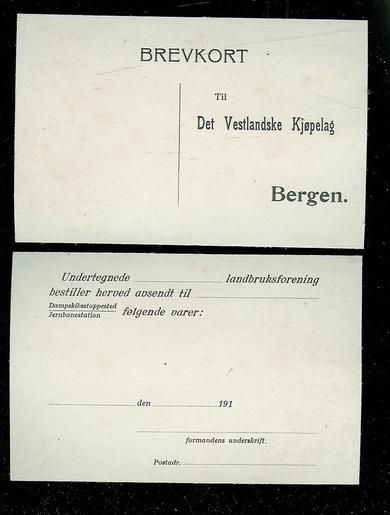 BREVKORT
Til
Det Vestlandske Kjøpelag
Bergen.
Undertegnede landbruksforening
bestiller herved avsendt til
Dampskibsstoppested
Jernbanestation følgende varer:
den 191
formandens underskrift.
Postadr.